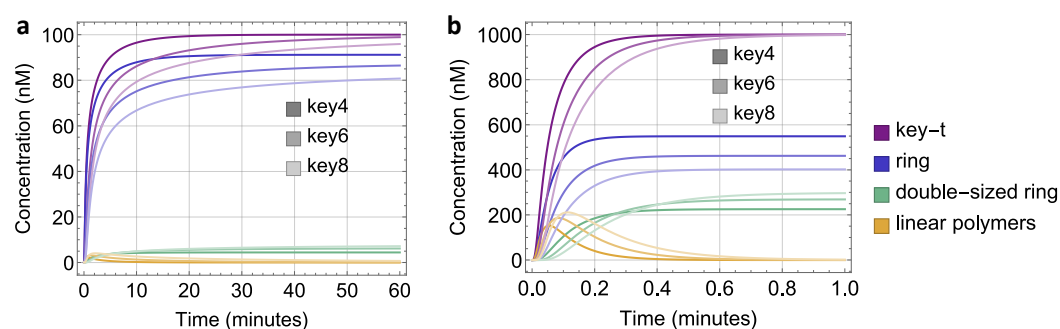 a
Concentration (nM)
100
80
60
40
20
0
key4
key6
key8
0 10 20 30 40 50 60
Time (minutes)
b
Concentration (nM)
1000
800
600
400
200
0
key4
key6
key8
0.0 0.2 0.4 0.6 0.8 1.0
Time (minutes)
key-t
ring
double-sized ring
linear polymers